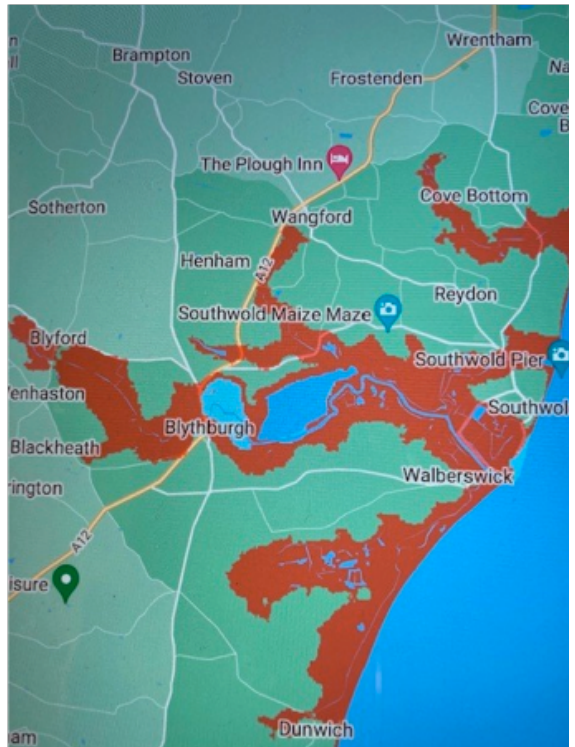 Wrentham
Brampton
Stoven
Frostenden
Na
Cove
B
The Plough Inn
Cove Bottom
Sotherton
Wangford
Henham
A12
Reydon
Southwold Maize Maze
Blyford
Southwold Pier
enhaston
Southwol
Blythburgh
Blackheath
Walberswick
rington
A12
isure
Dunwich
am